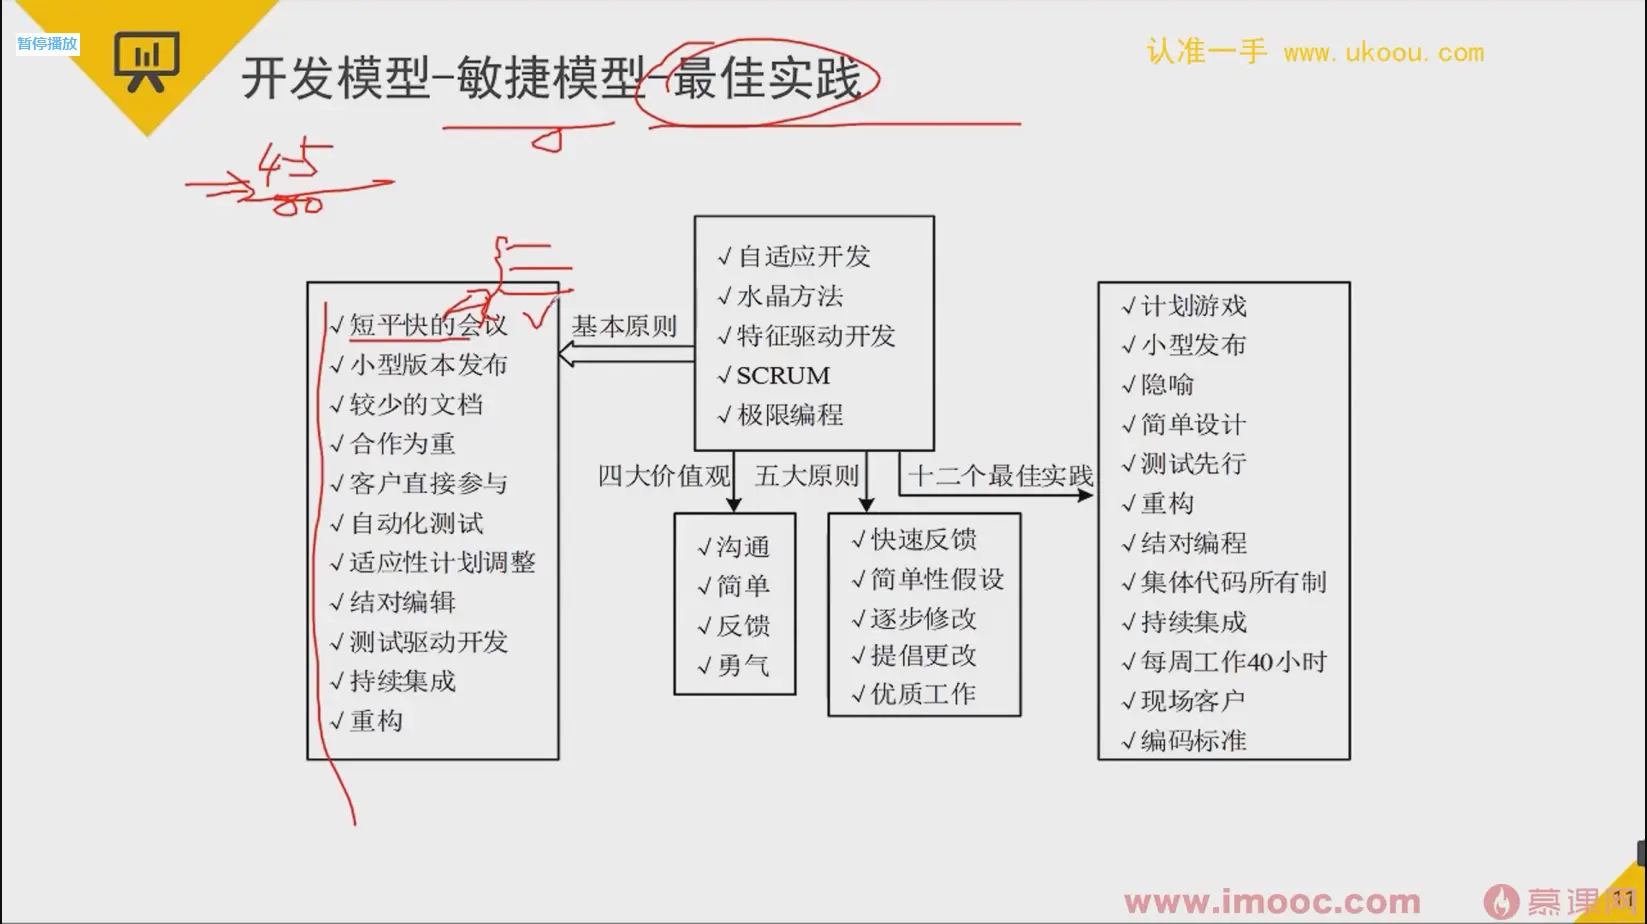 暂停播放
开发模型-敏捷模型-最佳实践
认准一手 www.ukoou.com
4-5
80
√短平快的会议
√小型版本发布
√较少的文档
√合作为重
√客户直接参与
√自动化测试
√适应性计划调整
√结对编辑
√测试驱动开发
√持续集成
√重构
基本原则
√自适应开发
√水晶方法
√特征驱动开发
√SCRUM
√极限编程
四大价值观
五大原则
十二个最佳实践
√沟通
√简单
√反馈
√勇气
√快速反馈
√简单性假设
√逐步修改
√提倡更改
√优质工作
√计划游戏
√小型发布
√隐喻
√简单设计
√测试先行
√重构
√结对编程
√集体代码所有制
√持续集成
√每周工作40小时
√现场客户
√编码标准
www.imooc.com
慕课网
11